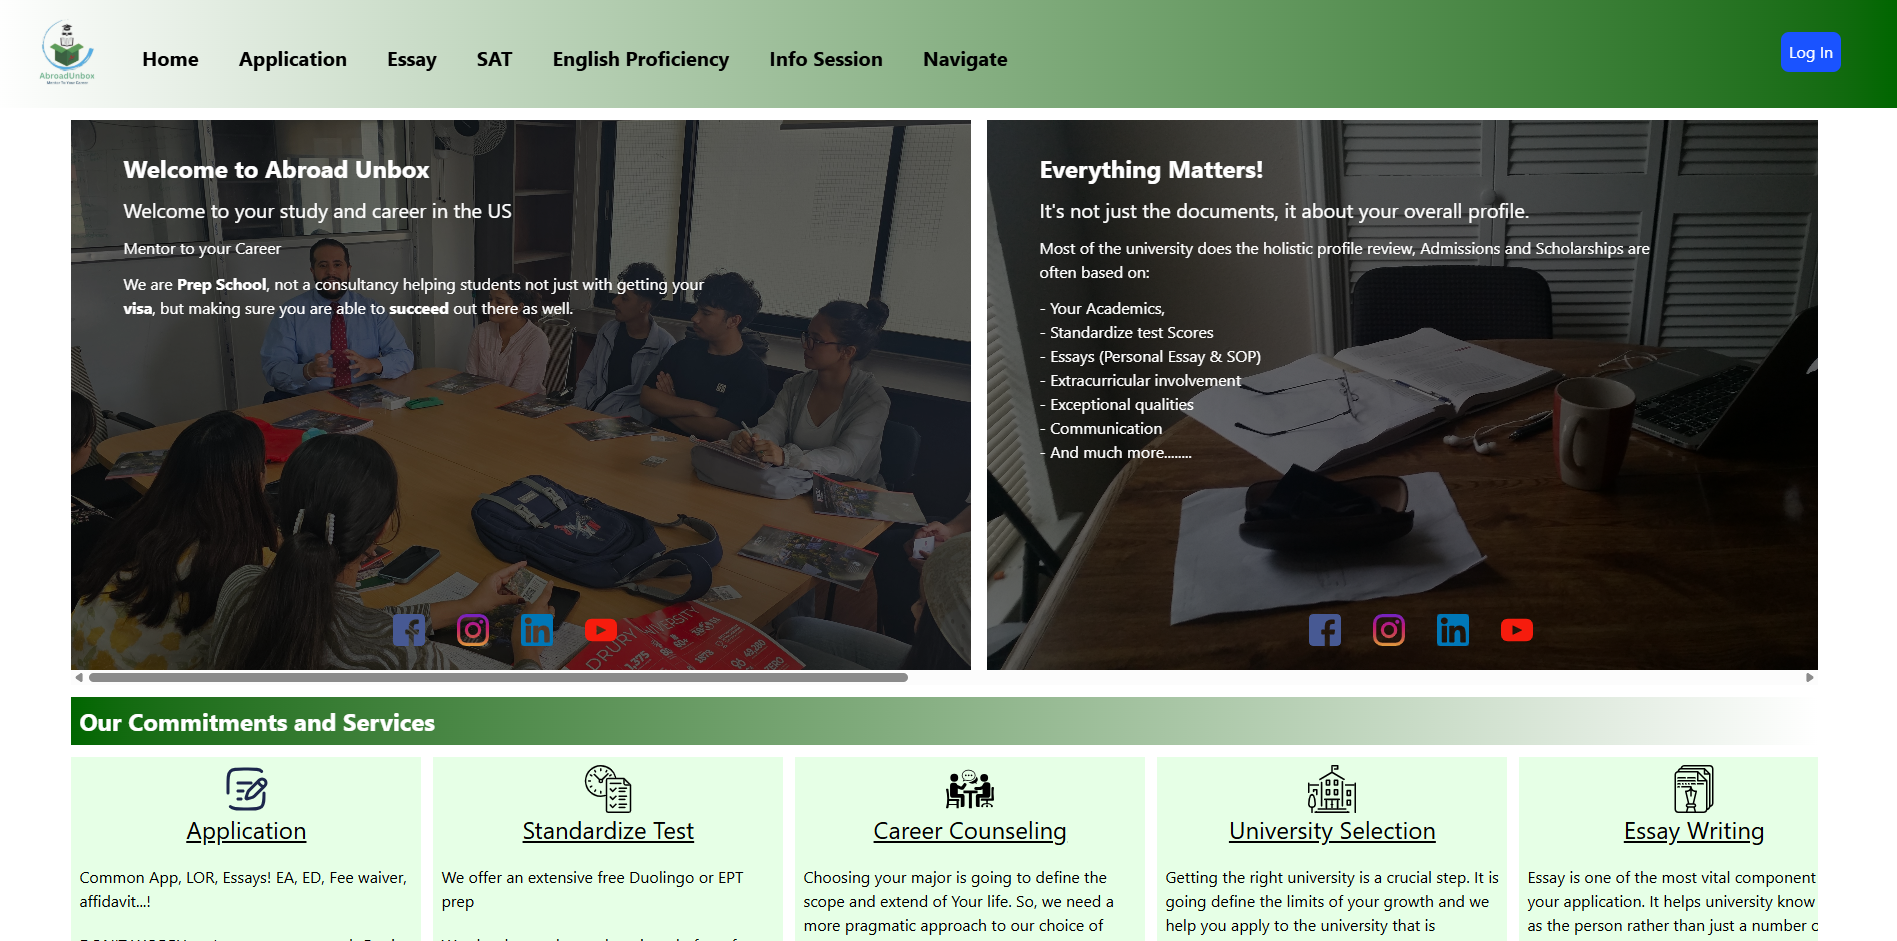 AbroadUnbox
Mentor To Your Career
Home
Application
Essay
SAT
English Proficiency
Info Session
Navigate
Log In
Welcome to Abroad Unbox
Welcome to your study and career in the US
Mentor to your Career
We are Prep School, not a consultancy helping students not just with getting your
visa, but making sure you are able to succeed out there as well.
DRURY UNIVERSITY
1,375
Everything Matters!
It's not just the documents, it about your overall profile.
Most of the university does the holistic profile review, Admissions and Scholarships are
often based on:
- Your Academics,
- Standardize test Scores
- Essays (Personal Essay & SOP)
- Extracurricular involvement
- Exceptional qualities
- Communication
- And much more........
Our Commitments and Services
Application
Common App, LOR, Essays! EA, ED, Fee waiver,
affidavit...!
Standardize Test
We offer an extensive free Duolingo or EPT
prep
Career Counseling
Choosing your major is going to define the
scope and extend of Your life. So, we need a
more pragmatic approach to our choice of
University Selection
Getting the right university is a crucial step. It is
going define the limits of your growth and we
help you apply to the university that is
Essay Writing
Essay is one of the most vital component
your application. It helps university know
as the person rather than just a number